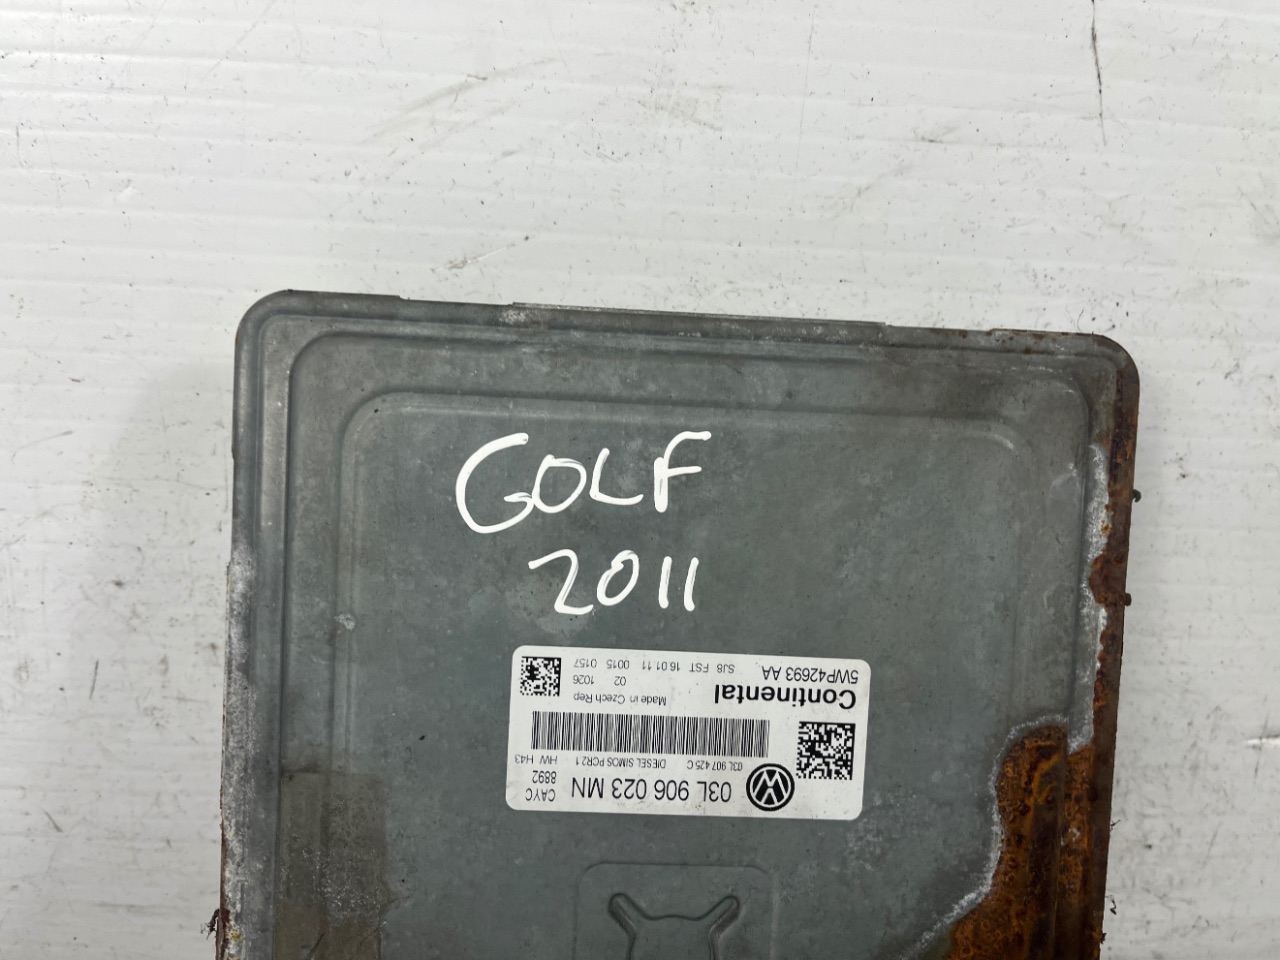 GOLF
2011
03L 906 023 MN
CAYC
8892
03L 907 425 C DIESEL SIMOS PCR2.1 HW H43
Continental
Made in Czech Rep
02 1026
5WP42693 AA
SJ8 FST 16.01.11 0015 0157